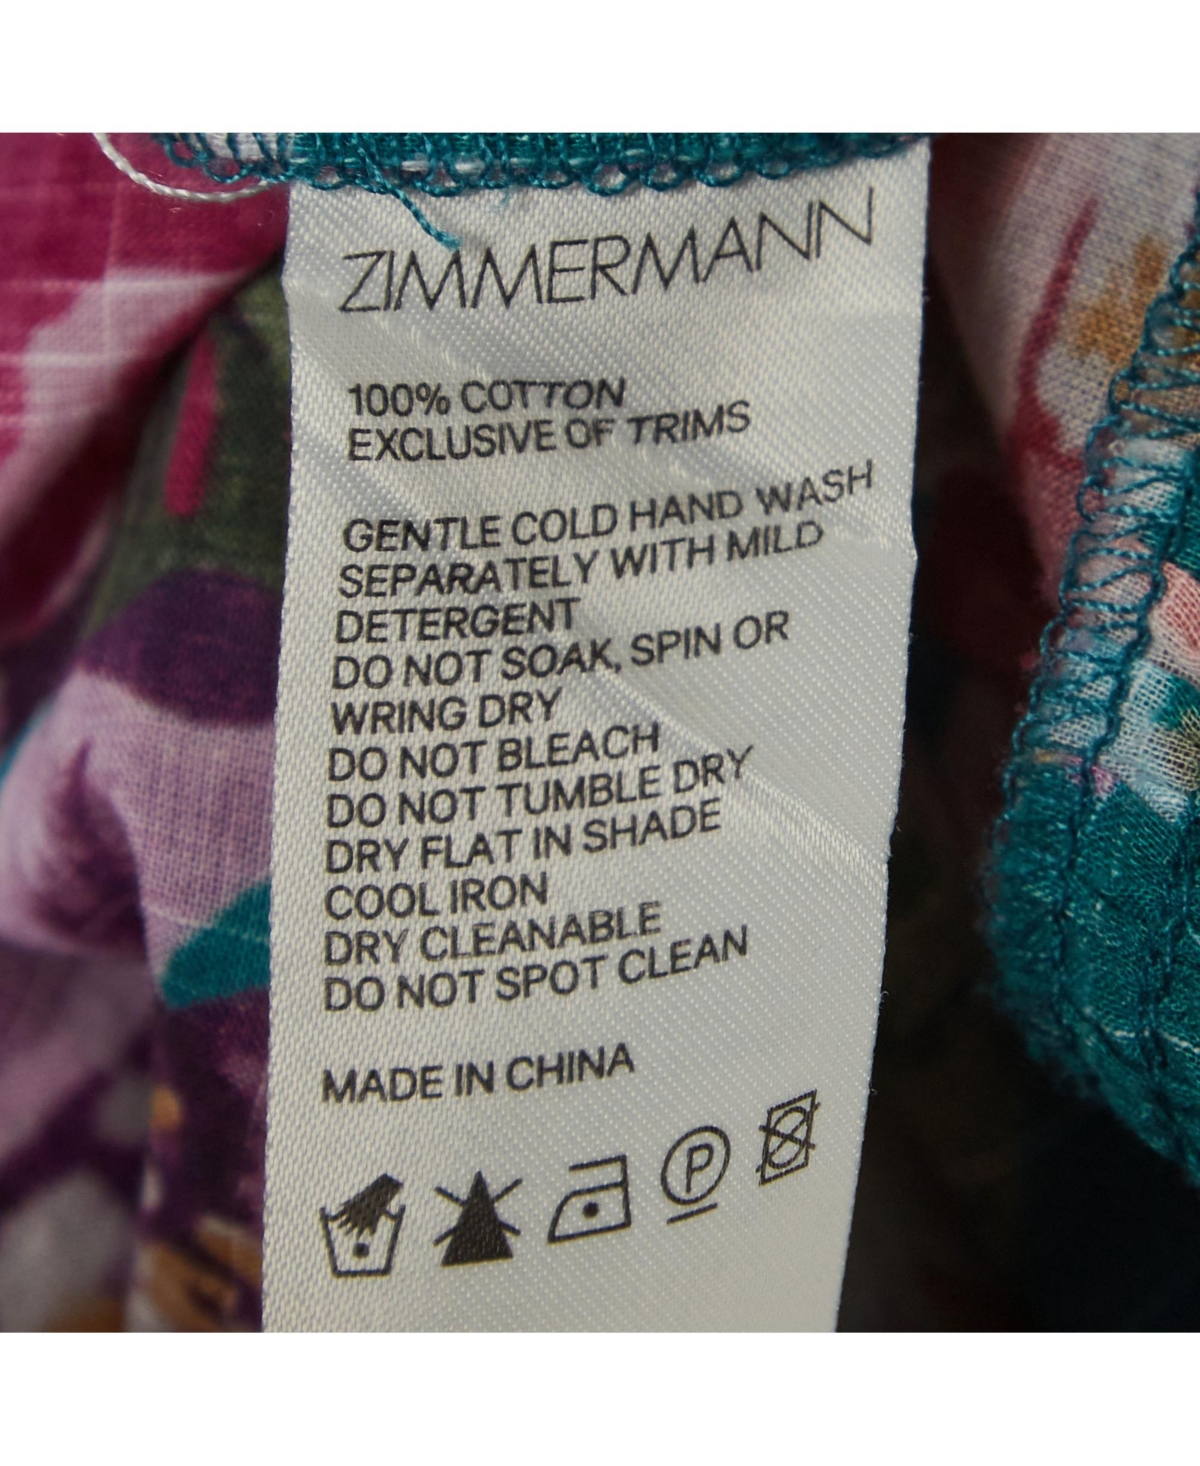 ZIMMERMANN
100% COTTON
EXCLUSIVE OF TRIMS
GENTLE COLD HAND WASH
SEPARATELY WITH MILD
DETERGENT
DO NOT SOAK, SPIN OR
WRING DRY
DO NOT BLEACH
DO NOT TUMBLE DRY
DRY FLAT IN SHADE
COOL IRON
DRY CLEANABLE
DO NOT SPOT CLEAN
MADE IN CHINA
P